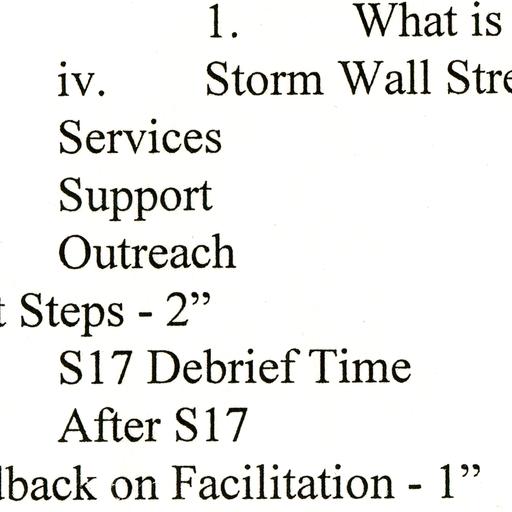 1. What is
iv. Storm Wall Stre
Services
Support
Outreach
t Steps - 2”
S17 Debrief Time
After S17
dback on Facilitation - 1”